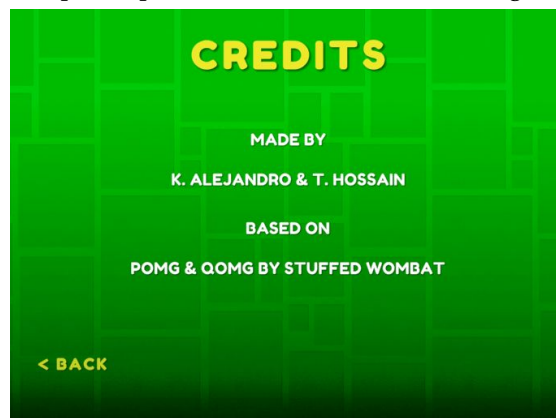 CREDITS
MADE BY
K. ALEJANDRO & T. HOSSAIN
BASED ON
POMG & QOMG BY STUFFED WOMBAT
< BACK